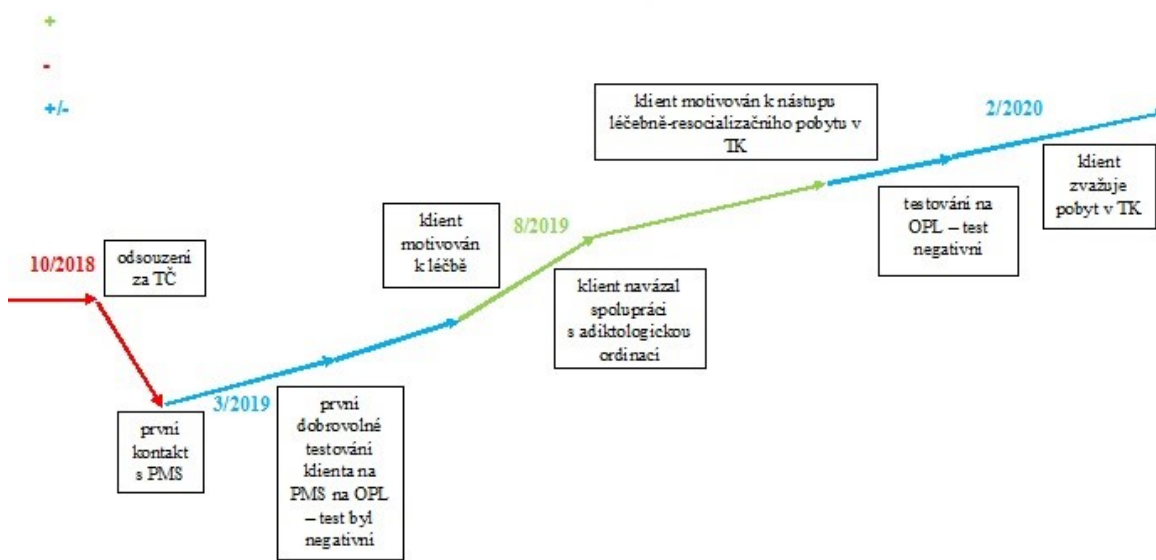 +
-
+/-
10/2018
odsouzení
za TČ
první
kontakt
s PMS
3/2019
první
dobrovolné
testování
klienta na
PMS na OPL
– test byl
negativní
klient
motivován
k léčbě
8/2019
klient navázal
spolupráci
s adiktologickou
ordinací
klient motivován k nástupu
léčebně-resocializačního pobytu v
TK
testování na
OPL – test
negativní
2/2020
klient
zvažuje
pobyt v TK